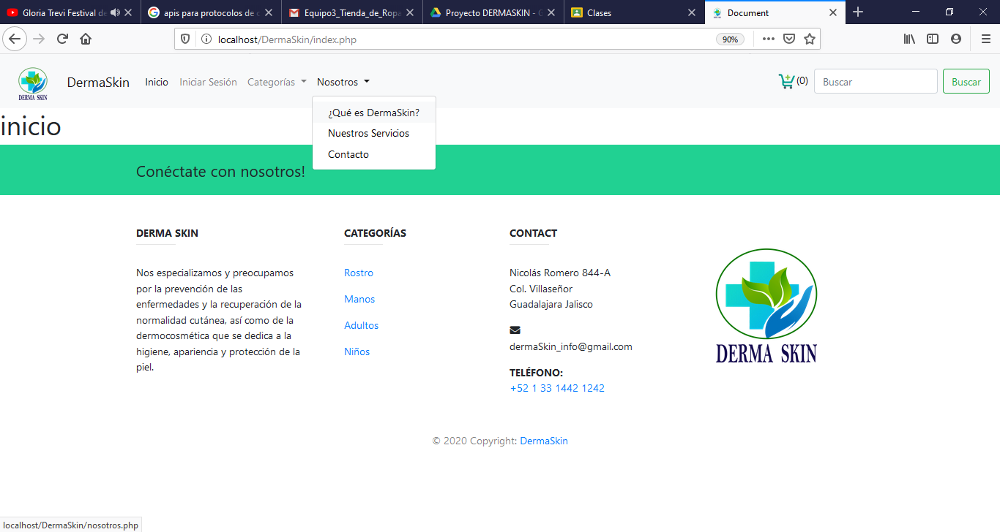 Gloria Trevi Festival de
apis para protocolos de c
Equipo3_Tienda_de_Ropa
Proyecto DERMASKIN - G
Clases
Document
localhost/DermaSkin/index.php
90%
DERMA SKIN
DermaSkin
Inicio
Iniciar Sesión
Categorías
Nosotros
(0)
Buscar
Buscar
¿Qué es DermaSkin?
Nuestros Servicios
Contacto
inicio
Conéctate con nosotros!
DERMA SKIN
Nos especializamos y preocupamos
por la prevención de las
enfermedades y la recuperación de la
normalidad cutánea, así como de la
dermocosmética que se dedica a la
higiene, apariencia y protección de la
piel.
CATEGORÍAS
Rostro
Manos
Adultos
Niños
CONTACT
Nicolás Romero 844-A
Col. Villaseñor
Guadalajara Jalisco
dermaSkin_info@gmail.com
TELÉFONO:
+52 1 33 1442 1242
DERMA SKIN
© 2020 Copyright: DermaSkin
localhost/DermaSkin/nosotros.php